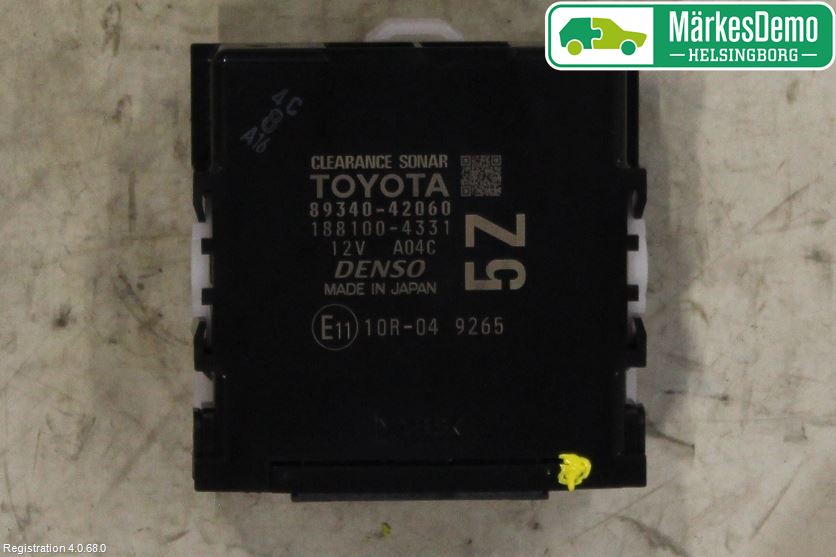 MärkesDemo
HELSINGBORG
4C
A16
CLEARANCE SONAR
TOYOTA
89340-42060
188100-4331
12V A04C
DENSO
MADE IN JAPAN
5Z
E11 10R-04 9265
Registration 4.0.68.0